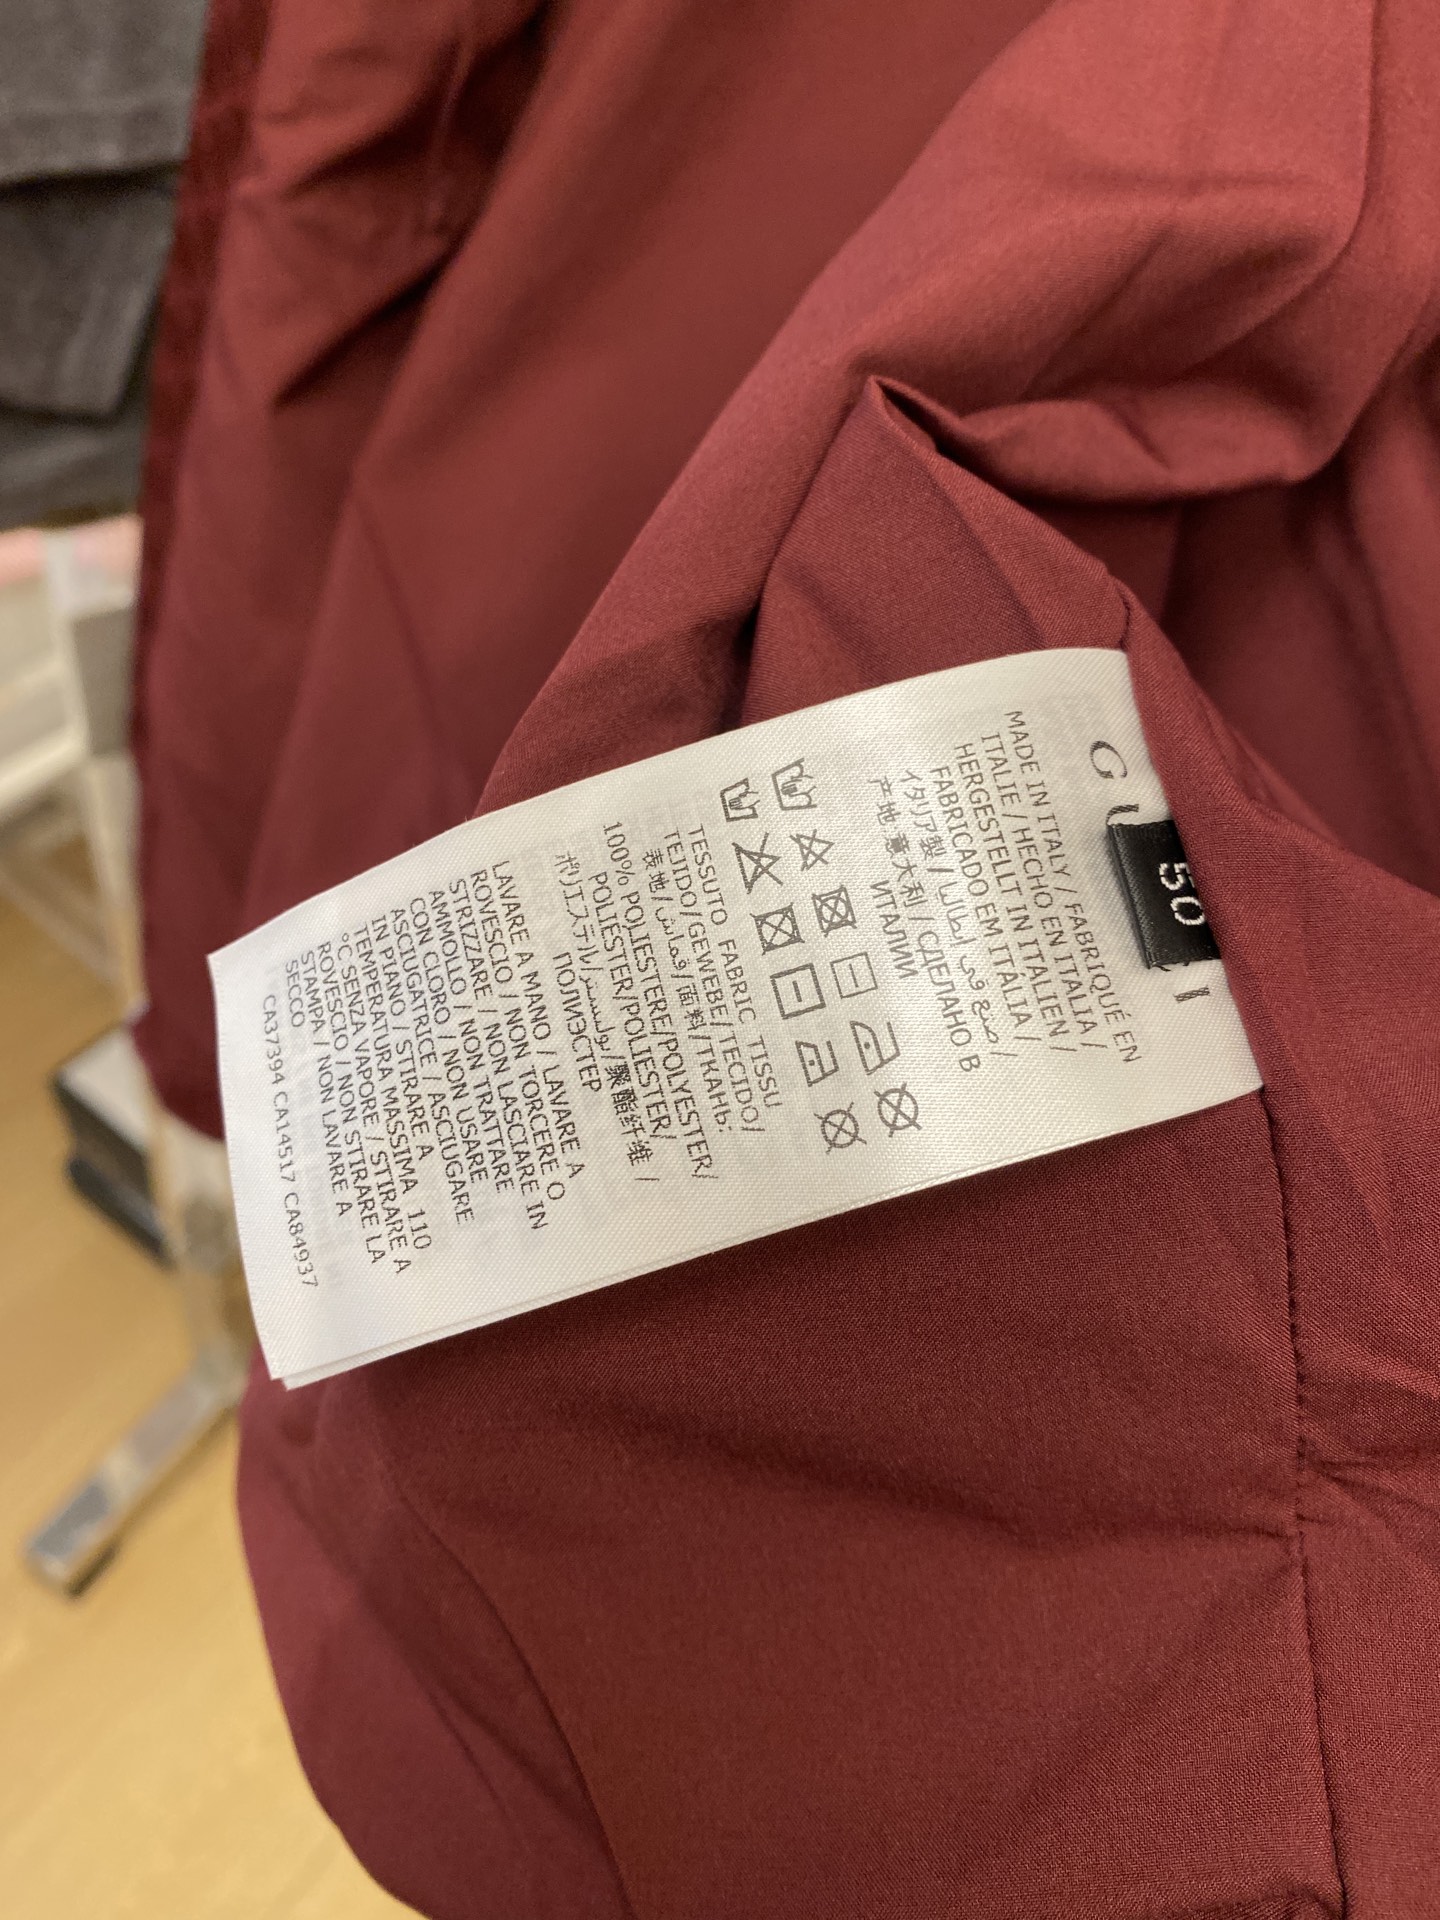 G
50
MADE IN ITALY / FABRIQUÉ EN
ITALIE / HECHO EN ITALIA /
HERGESTELLT IN ITALIEN /
FABRICADO EM ITÁLIA /
イタリア製 / صنع في إيطاليا /
产地 意大利 СДЕЛАНО В
ИТАЛИИ
TESSUTO FABRIC TISSU
TEJIDO/GEWEBE/TECIDO/
表地/قماش/面料/ТКАНЬ:
100% POLIESTERE/POLYESTER/
POLIESTER/POLIESTER/
ポリエステル/بوليستر/聚酯纤维 /
ПОЛИЭСТЕР
LAVARE A MANO / LAVARE A
ROVESCIO / NON TORCERE O
STRIZZARE / NON LASCIARE IN
AMMOLLO / NON TRATTARE
CON CLORO / NON USARE
ASCIUGATRICE / ASCIUGARE
IN PIANO / STIRARE A
TEMPERATURA MASSIMA 110
°C SENZA VAPORE / STIRARE A
ROVESCIO / NON STIRARE LA
STAMPA / NON LAVARE A
SECCO
CA37394 CA14517 CA84937